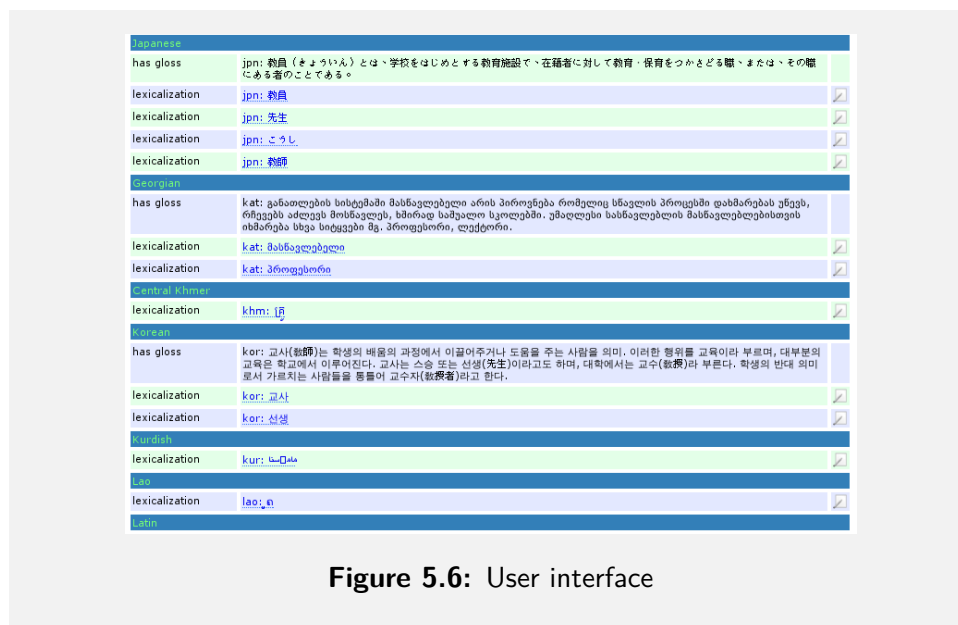 Japanese
has gloss jpn: 教員（きょういん）とは、学校をはじめとする教育施設で、在籍者に対して教育・保育をつかさどる職、または、その職
にある者のことである。
lexicalization jpn: 教員
lexicalization jpn: 先生
lexicalization jpn: こうし
lexicalization jpn: 教師
Georgian
has gloss kat: განათლების სისტემაში მასწავლებელი არის პიროვნება რომელიც სწავლის პროცესში დახმარებას უწევს,
რჩევებს აძლევს მოსწავლეს, ხშირად საშუალო სკოლებში. უმაღლესი სასწავლებლის მასწავლებლებისთვის
იხმარება სხვა სიტყვები მგ. პროფესორი, ლექტორი.
lexicalization kat: მასწავლებელი
lexicalization kat: პროფესორი
Central Khmer
lexicalization khm: គ្រូ
Korean
has gloss kor: 교사(敎師)는 학생의 배움의 과정에서 이끌어주거나 도움을 주는 사람을 의미. 이러한 행위를 교육이라 부르며, 대부분의
교육은 학교에서 이루어진다. 교사는 스승 또는 선생(先生)이라고도 하며, 대학에서는 교수(敎授)라 부른다. 학생의 반대 의미
로서 가르치는 사람들을 통틀어 교수자(敎授者)라고 한다.
lexicalization kor: 교사
lexicalization kor: 선생
Kurdish
lexicalization kur:
Lao
lexicalization lao: ຄູ
Latin
Figure 5.6: User interface